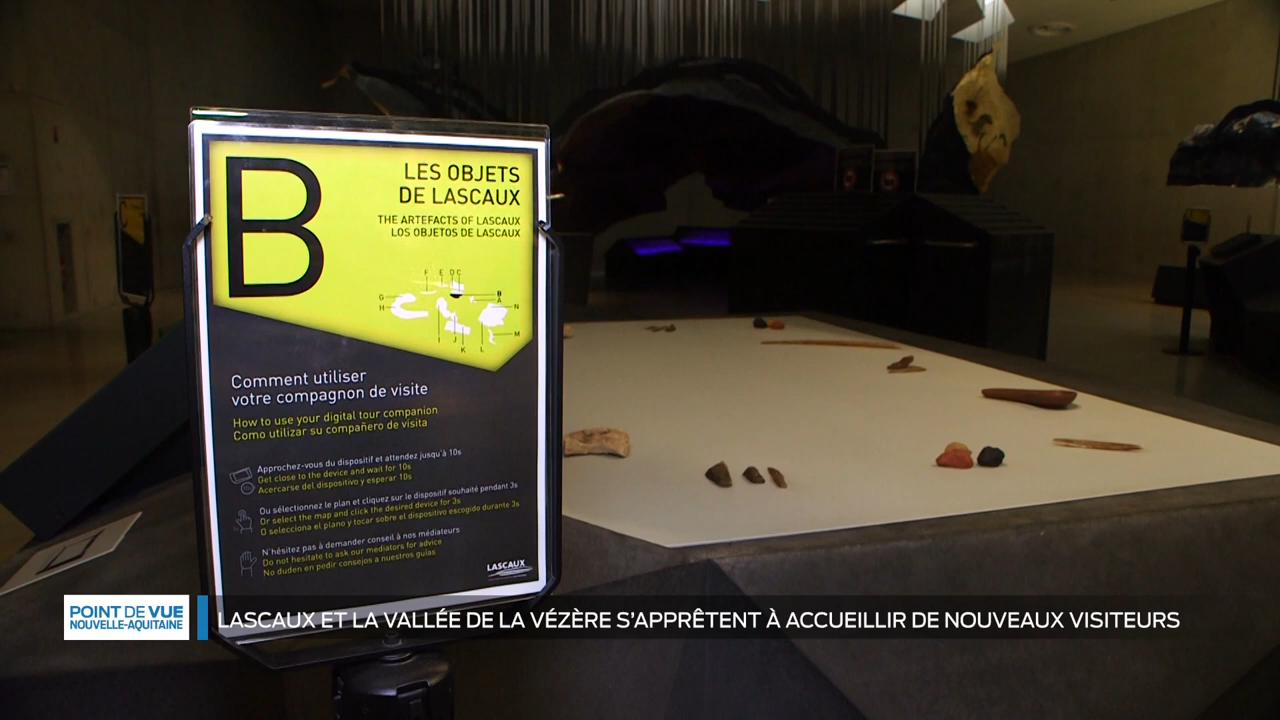 B
LES OBJETS
DE LASCAUX
THE ARTEFACTS OF LASCAUX
LOS OBJETOS DE LASCAUX
F E D C
G
H
B
A
N
M
I J
K L
Comment utiliser
votre compagnon de visite
How to use your digital tour companion
Como utilizar su compañero de visita
Approchez-vous du dispositif et attendez jusqu'à 10s
Get close to the device and wait for 10s
Acercarse del dispositivo y esperar 10s
Ou sélectionnez le plan et cliquez sur le dispositif souhaité pendant 3s
Or select the map and click the desired device for 3s
O selecciona el plano y tocar sobre el dispositivo escogido durante 3s
N'hésitez pas à demander conseil à nos médiateurs
Do not hesitate to ask our mediators for advice
No duden en pedir consejos a nuestros guías
LASCAUX
POINT DE VUE
NOUVELLE-AQUITAINE
LASCAUX ET LA VALLÉE DE LA VÉZÈRE S'APPRÊTENT À ACCUEILLIR DE NOUVEAUX VISITEURS